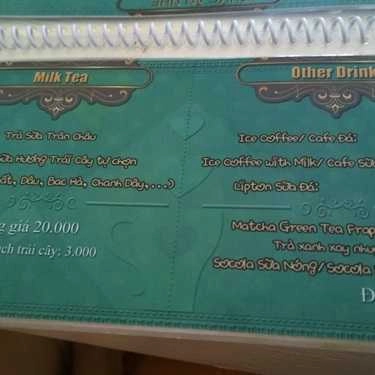 Milk Tea
Trà Sữa Trân Châu
Sữa Hương Trái Cây tự chọn
Dâu, Bạc Hà, Chanh Dây,...)
giá 20.000
trái cây: 3.000
Other Drink
Ice Coffee/ Cafe Đá:
Ice Coffee with Milk/ Cafe Sữa
Lipton Sữa Đá:
Matcha Green Tea
Trà xanh xay
Socola Sữa Nóng/ Socola